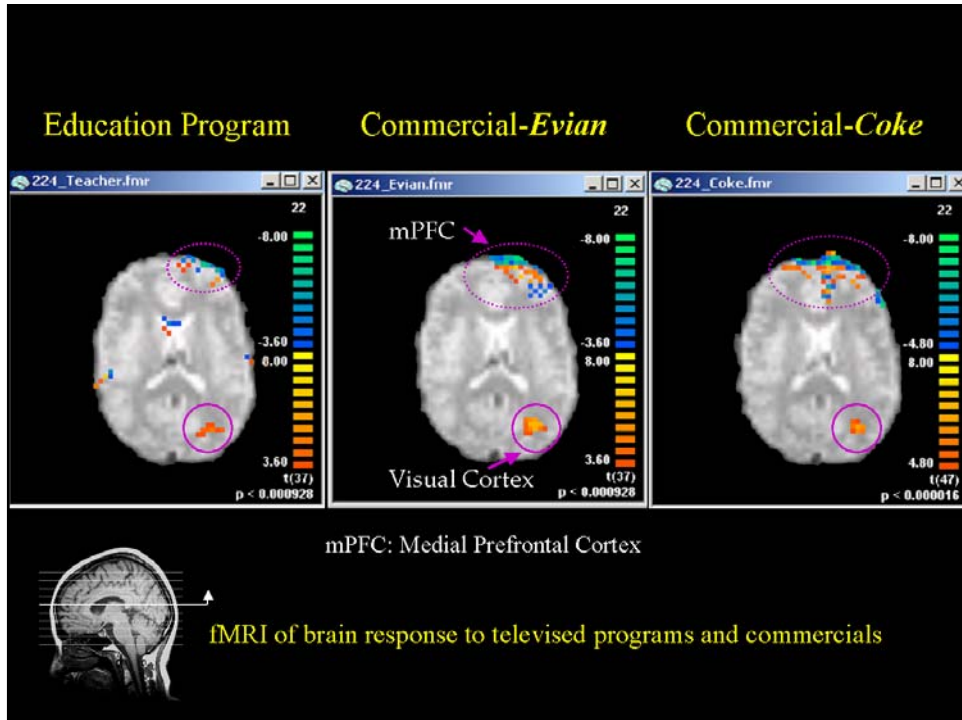 Education Program
Commercial-Evian
Commercial-Coke
224_Teacher.fmr
22
-8.00
-3.60
8.00
3.60
t(37)
p < 0.000928
224_Evian.fmr
22
mPFC
-8.00
-3.60
8.00
3.60
Visual Cortex
t(37)
p < 0.000928
224_Coke.fmr
22
-8.00
-4.80
8.00
4.80
t(47)
p < 0.000016
mPFC: Medial Prefrontal Cortex
fMRI of brain response to televised programs and commercials